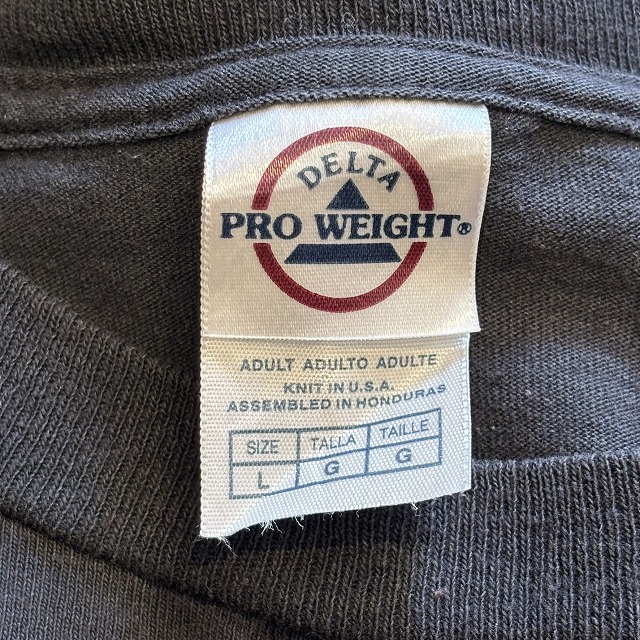 DELTA
PRO WEIGHT®
ADULT ADULTO ADULTE
KNIT IN U.S.A.
ASSEMBLED IN HONDURAS
SIZE TALLA TAILLE
L G G